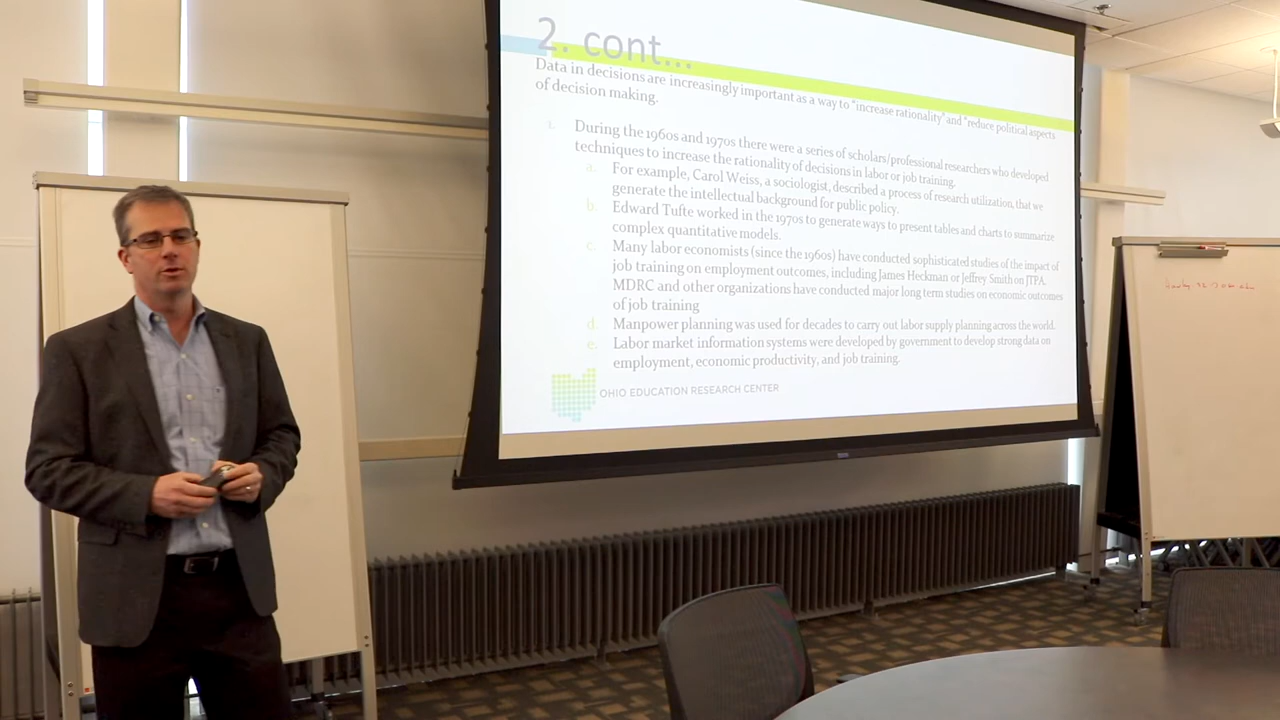 2. cont...
Data in decisions are increasingly important as a way to "increase rationality" and "reduce political aspects
of decision making.
1. During the 1960s and 1970s there were a series of scholars/professional researchers who developed
techniques to increase the rationality of decisions in labor or job training.
a. For example, Carol Weiss, a sociologist, described a process of research utilization, that we
generate the intellectual background for public policy.
b. Edward Tufte worked in the 1970s to generate ways to present tables and charts to summarize
complex quantitative models.
c. Many labor economists (since the 1960s) have conducted sophisticated studies of the impact of
job training on employment outcomes, including James Heckman or Jeffrey Smith on JTPA.
MDRC and other organizations have conducted major long term studies on economic outcomes
of job training
d. Manpower planning was used for decades to carry out labor supply planning across the world.
e. Labor market information systems were developed by government to develop strong data on
employment, economic productivity, and job training.
OHIO EDUCATION RESEARCH CENTER